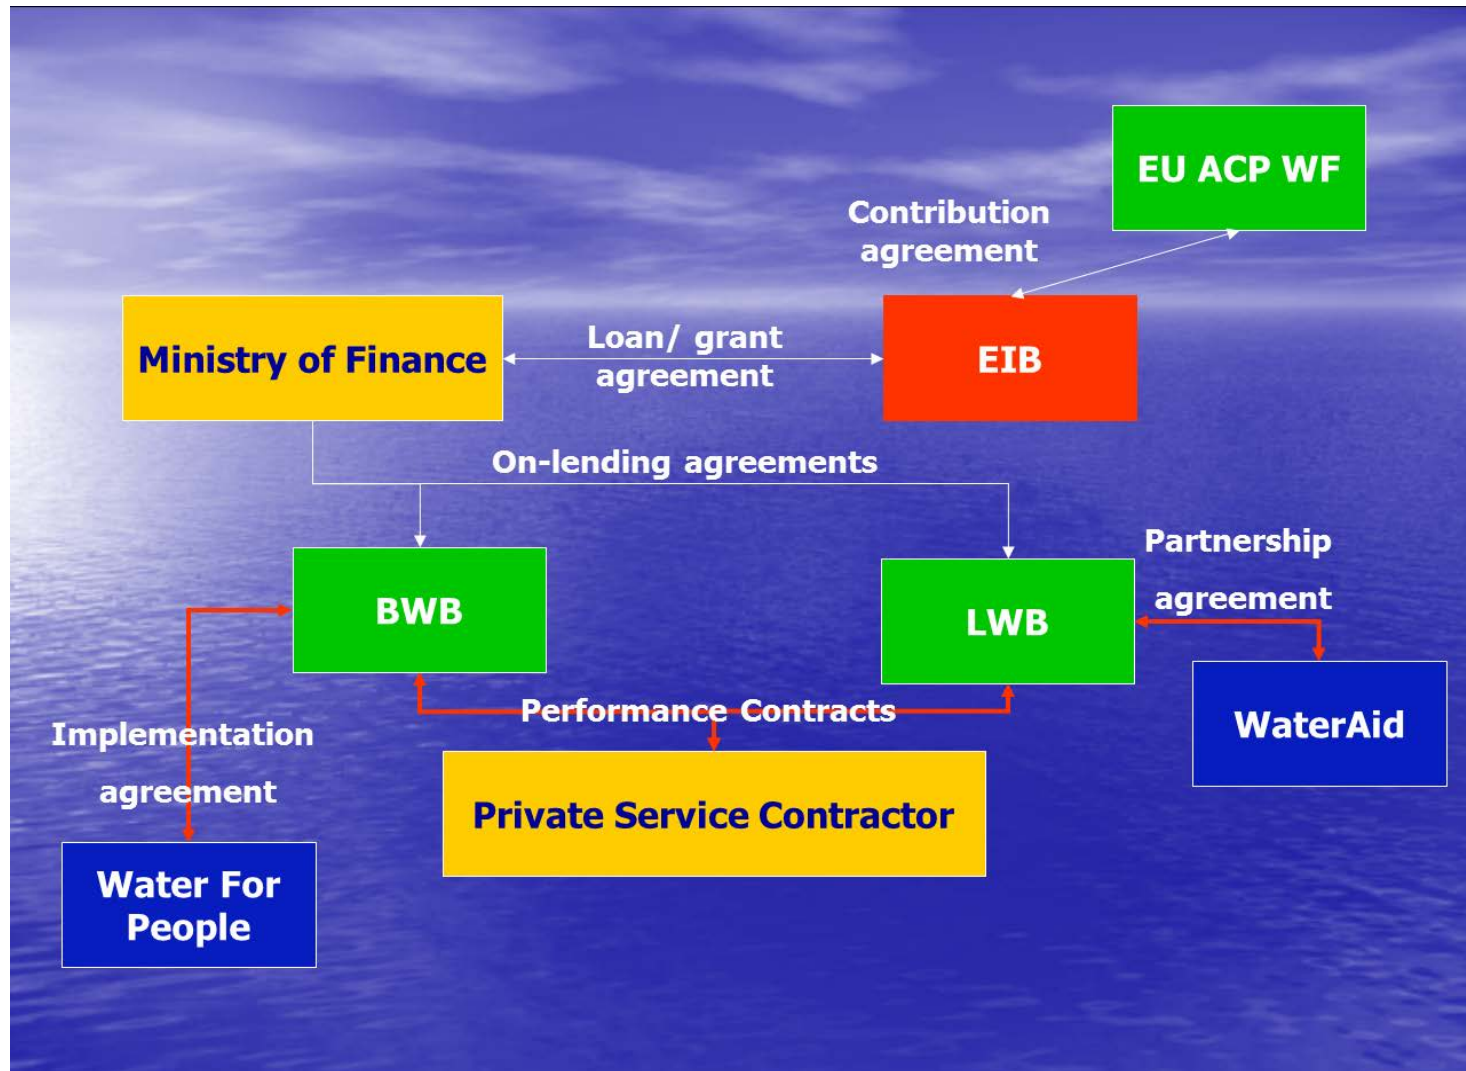 EU ACP WF
Contribution
agreement
Ministry of Finance
Loan/ grant
agreement
EIB
On-lending agreements
BWB
LWB
Partnership
agreement
Performance Contracts
WaterAid
Implementation
agreement
Private Service Contractor
Water For
People